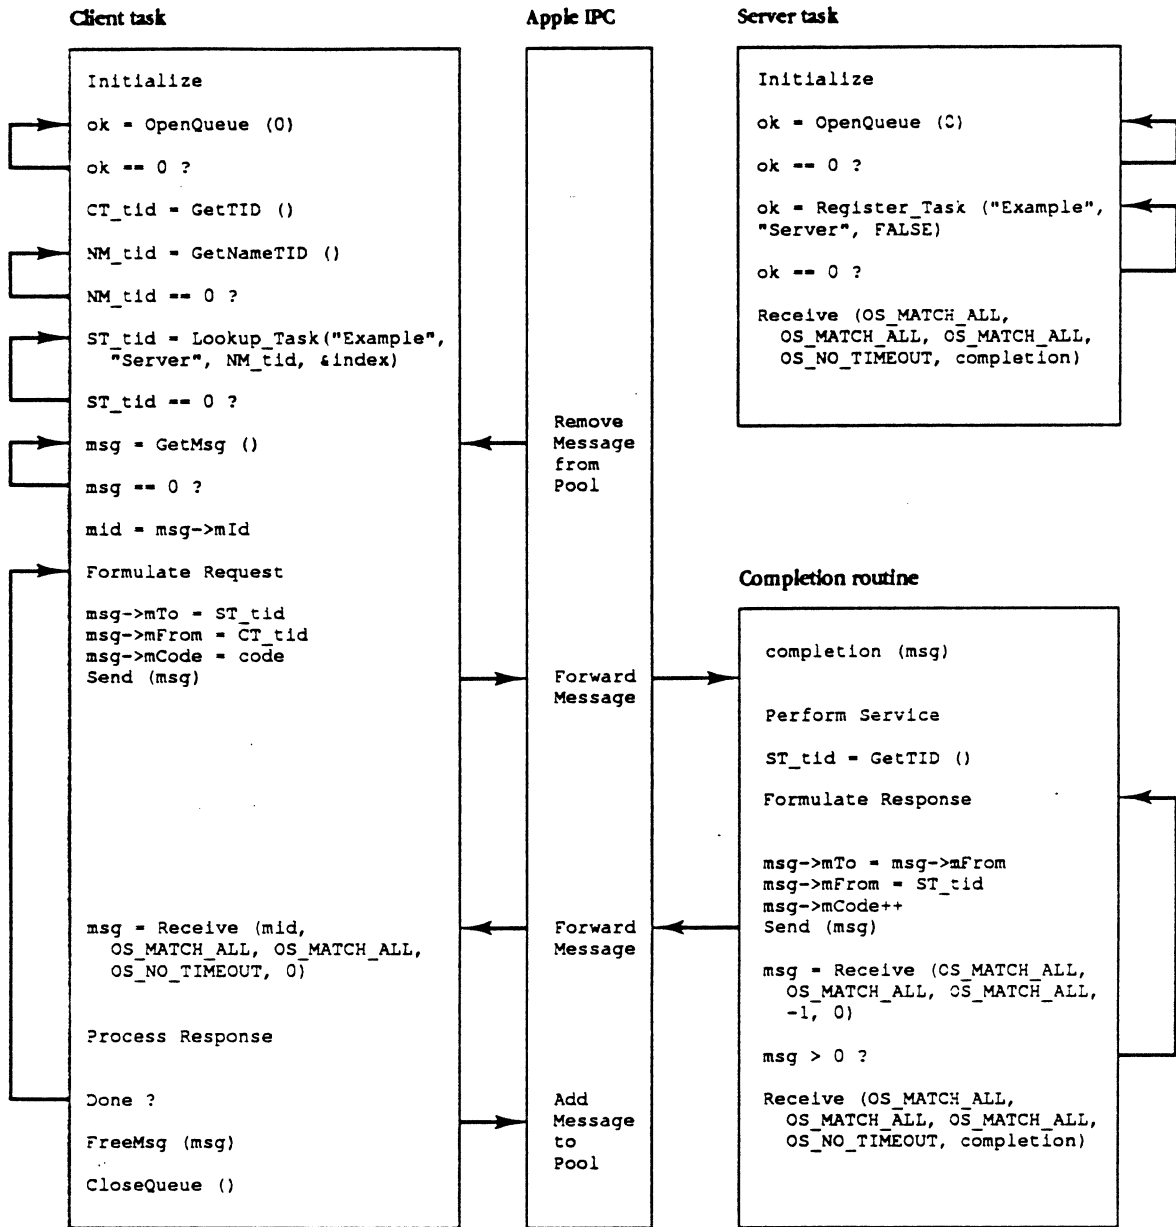 Client task
Initialize
ok = OpenQueue (0)
ok == 0 ?
CT_tid = GetTID ()
NM_tid = GetNameTID ()
NM_tid == 0 ?
ST_tid = Lookup_Task("Example",
"Server", NM_tid, &index)
ST_tid == 0 ?
msg = GetMsg ()
msg == 0 ?
mid = msg->mId
Formulate Request
msg->mTo = ST_tid
msg->mFrom = CT_tid
msg->mCode = code
Send (msg)
msg = Receive (mid,
OS_MATCH_ALL, OS_MATCH_ALL,
OS_NO_TIMEOUT, 0)
Process Response
Done ?
FreeMsg (msg)
CloseQueue ()
Apple IPC
Remove
Message
from
Pool
Forward
Message
Forward
Message
Add
Message
to
Pool
Server task
Initialize
ok = OpenQueue (0)
ok == 0 ?
ok = Register_Task ("Example",
"Server", FALSE)
ok == 0 ?
Receive (OS_MATCH_ALL,
OS_MATCH_ALL, OS_MATCH_ALL,
OS_NO_TIMEOUT, completion)
Completion routine
completion (msg)
Perform Service
ST_tid = GetTID ()
Formulate Response
msg->mTo = msg->mFrom
msg->mFrom = ST_tid
msg->mCode++
Send (msg)
msg = Receive (OS_MATCH_ALL,
OS_MATCH_ALL, OS_MATCH_ALL,
-1, 0)
msg > 0 ?
Receive (OS_MATCH_ALL,
OS_MATCH_ALL, OS_MATCH_ALL,
OS_NO_TIMEOUT, completion)